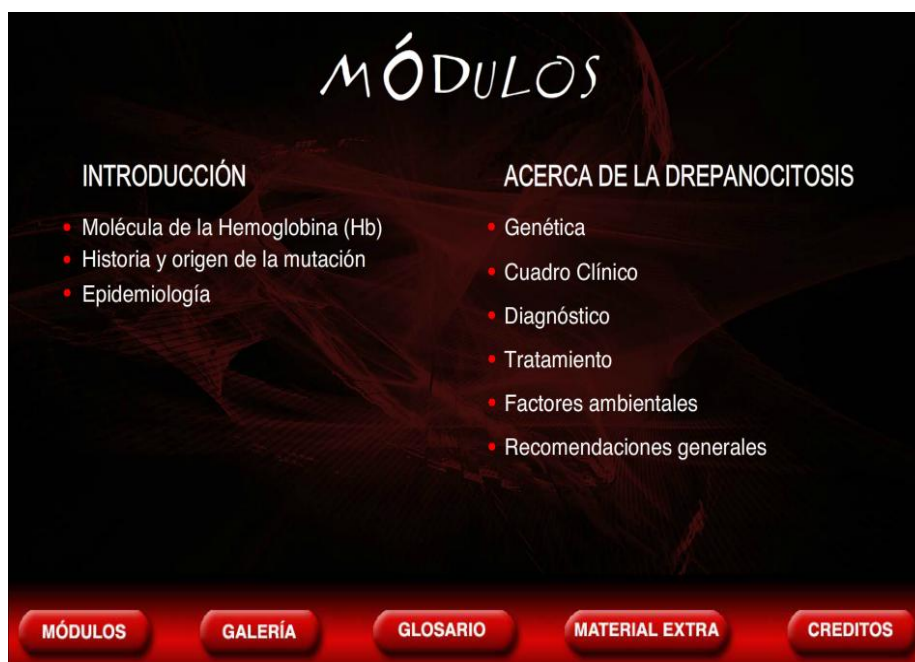 MÓDULOS
INTRODUCCIÓN
• Molécula de la Hemoglobina (Hb)
• Historia y origen de la mutación
• Epidemiología
ACERCA DE LA DREPANOCITOSIS
• Genética
• Cuadro Clínico
• Diagnóstico
• Tratamiento
• Factores ambientales
• Recomendaciones generales
MÓDULOS
GALERÍA
GLOSARIO
MATERIAL EXTRA
CREDITOS